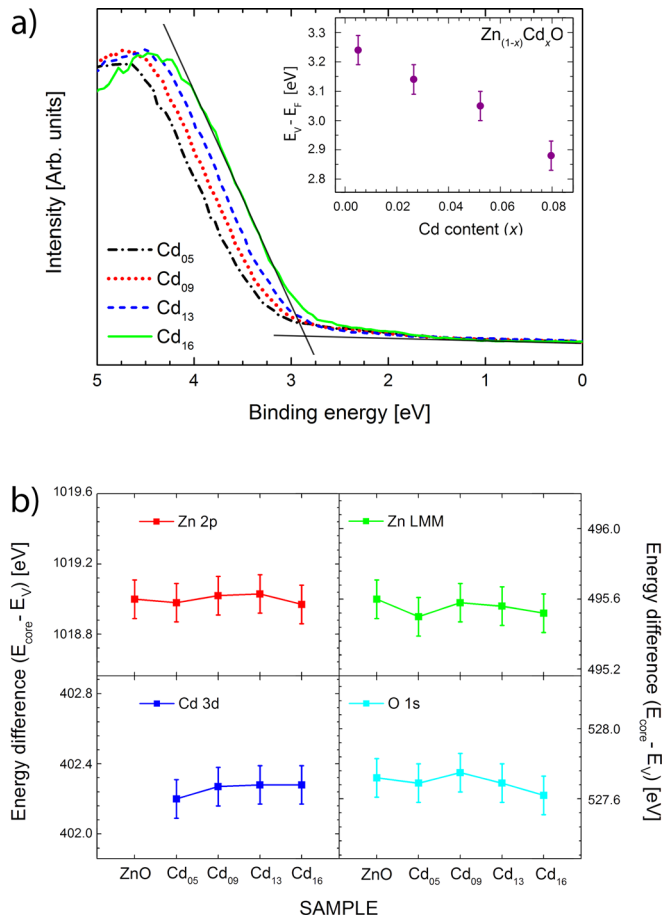 a)
Zn(1-x)CdxO
3.3
3.2
3.1
3.0
2.9
2.8
EV - EF [eV]
0.00 0.02 0.04 0.06 0.08
Cd content (x)
Intensity [Arb. units]
Cd05
Cd09
Cd13
Cd16
5 4 3 2 1 0
Binding energy [eV]
b)
1019.6
1019.2
1018.8
402.8
402.4
402.0
Energy difference (Ecore- EV) [eV]
Zn 2p
Zn LMM
Cd 3d
O 1s
496.0
495.6
495.2
528.0
527.6
Energy difference (Ecore- EV) [eV]
ZnO Cd05 Cd09 Cd13 Cd16 ZnO Cd05 Cd09 Cd13 Cd16
SAMPLE